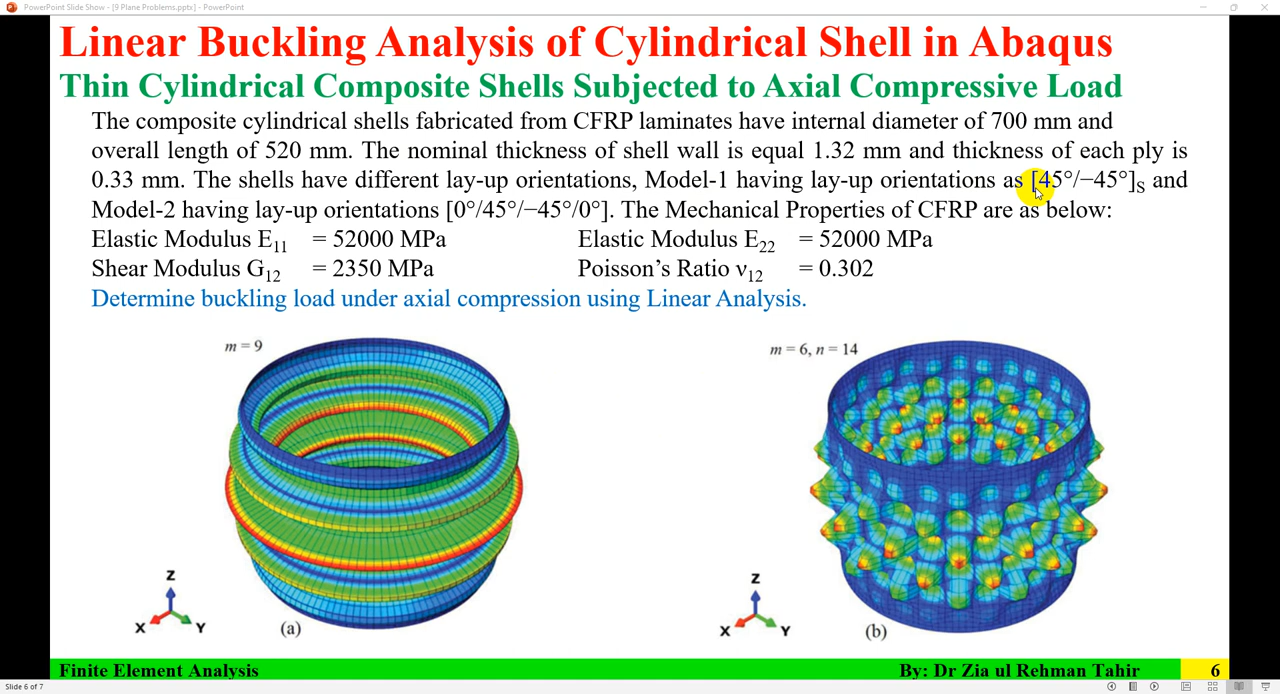 PowerPoint Slide Show - [9 Plane Problems.pptx] - PowerPoint
Linear Buckling Analysis of Cylindrical Shell in Abaqus
Thin Cylindrical Composite Shells Subjected to Axial Compressive Load
The composite cylindrical shells fabricated from CFRP laminates have internal diameter of 700 mm and
overall length of 520 mm. The nominal thickness of shell wall is equal 1.32 mm and thickness of each ply is
0.33 mm. The shells have different lay-up orientations, Model-1 having lay-up orientations as [45°/−45°]S and
Model-2 having lay-up orientations [0°/45°/−45°/0°]. The Mechanical Properties of CFRP are as below:
Elastic Modulus E11 = 52000 MPa Elastic Modulus E22 = 52000 MPa
Shear Modulus G12 = 2350 MPa Poisson's Ratio ν12 = 0.302
Determine buckling load under axial compression using Linear Analysis.
m = 9 m = 6, n = 14
Z Z
X Y (a) X Y (b)
Finite Element Analysis By: Dr Zia ul Rehman Tahir 6
Slide 6 of 7